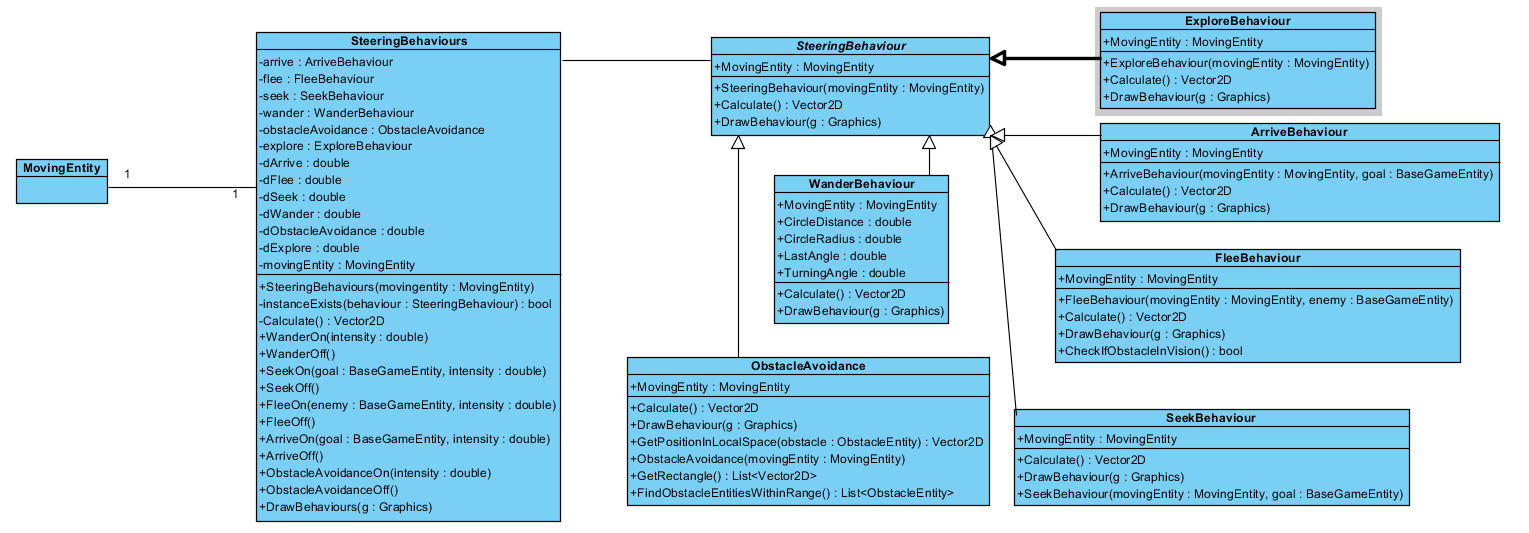 MovingEntity
1
1
SteeringBehaviours
-arrive : ArriveBehaviour
-flee : FleeBehaviour
-seek : SeekBehaviour
-wander : WanderBehaviour
-obstacleAvoidance : ObstacleAvoidance
-explore : ExploreBehaviour
-dArrive : double
-dFlee : double
-dSeek : double
-dWander : double
-dObstacleAvoidance : double
-dExplore : double
-movingEntity : MovingEntity
+SteeringBehaviours(movingentity : MovingEntity)
-instanceExists(behaviour : SteeringBehaviour) : bool
-Calculate() : Vector2D
+WanderOn(intensity : double)
+WanderOff()
+SeekOn(goal : BaseGameEntity, intensity : double)
+SeekOff()
+FleeOn(enemy : BaseGameEntity, intensity : double)
+FleeOff()
+ArriveOn(goal : BaseGameEntity, intensity : double)
+ArriveOff()
+ObstacleAvoidanceOn(intensity : double)
+ObstacleAvoidanceOff()
+DrawBehaviours(g : Graphics)
SteeringBehaviour
+MovingEntity : MovingEntity
+SteeringBehaviour(movingEntity : MovingEntity)
+Calculate() : Vector2D
+DrawBehaviour(g : Graphics)
ExploreBehaviour
+MovingEntity : MovingEntity
+ExploreBehaviour(movingEntity : MovingEntity)
+Calculate() : Vector2D
+DrawBehaviour(g : Graphics)
ArriveBehaviour
+MovingEntity : MovingEntity
+ArriveBehaviour(movingEntity : MovingEntity, goal : BaseGameEntity)
+Calculate() : Vector2D
+DrawBehaviour(g : Graphics)
WanderBehaviour
+MovingEntity : MovingEntity
+CircleDistance : double
+CircleRadius : double
+LastAngle : double
+TurningAngle : double
+Calculate() : Vector2D
+DrawBehaviour(g : Graphics)
FleeBehaviour
+MovingEntity : MovingEntity
+FleeBehaviour(movingEntity : MovingEntity, enemy : BaseGameEntity)
+Calculate() : Vector2D
+DrawBehaviour(g : Graphics)
+CheckIfObstacleInVision() : bool
ObstacleAvoidance
+MovingEntity : MovingEntity
+Calculate() : Vector2D
+DrawBehaviour(g : Graphics)
+GetPositionInLocalSpace(obstacle : ObstacleEntity) : Vector2D
+ObstacleAvoidance(movingEntity : MovingEntity)
+GetRectangle() : List<Vector2D>
+FindObstacleEntitiesWithinRange() : List<ObstacleEntity>
SeekBehaviour
+MovingEntity : MovingEntity
+Calculate() : Vector2D
+DrawBehaviour(g : Graphics)
+SeekBehaviour(movingEntity : MovingEntity, goal : BaseGameEntity)